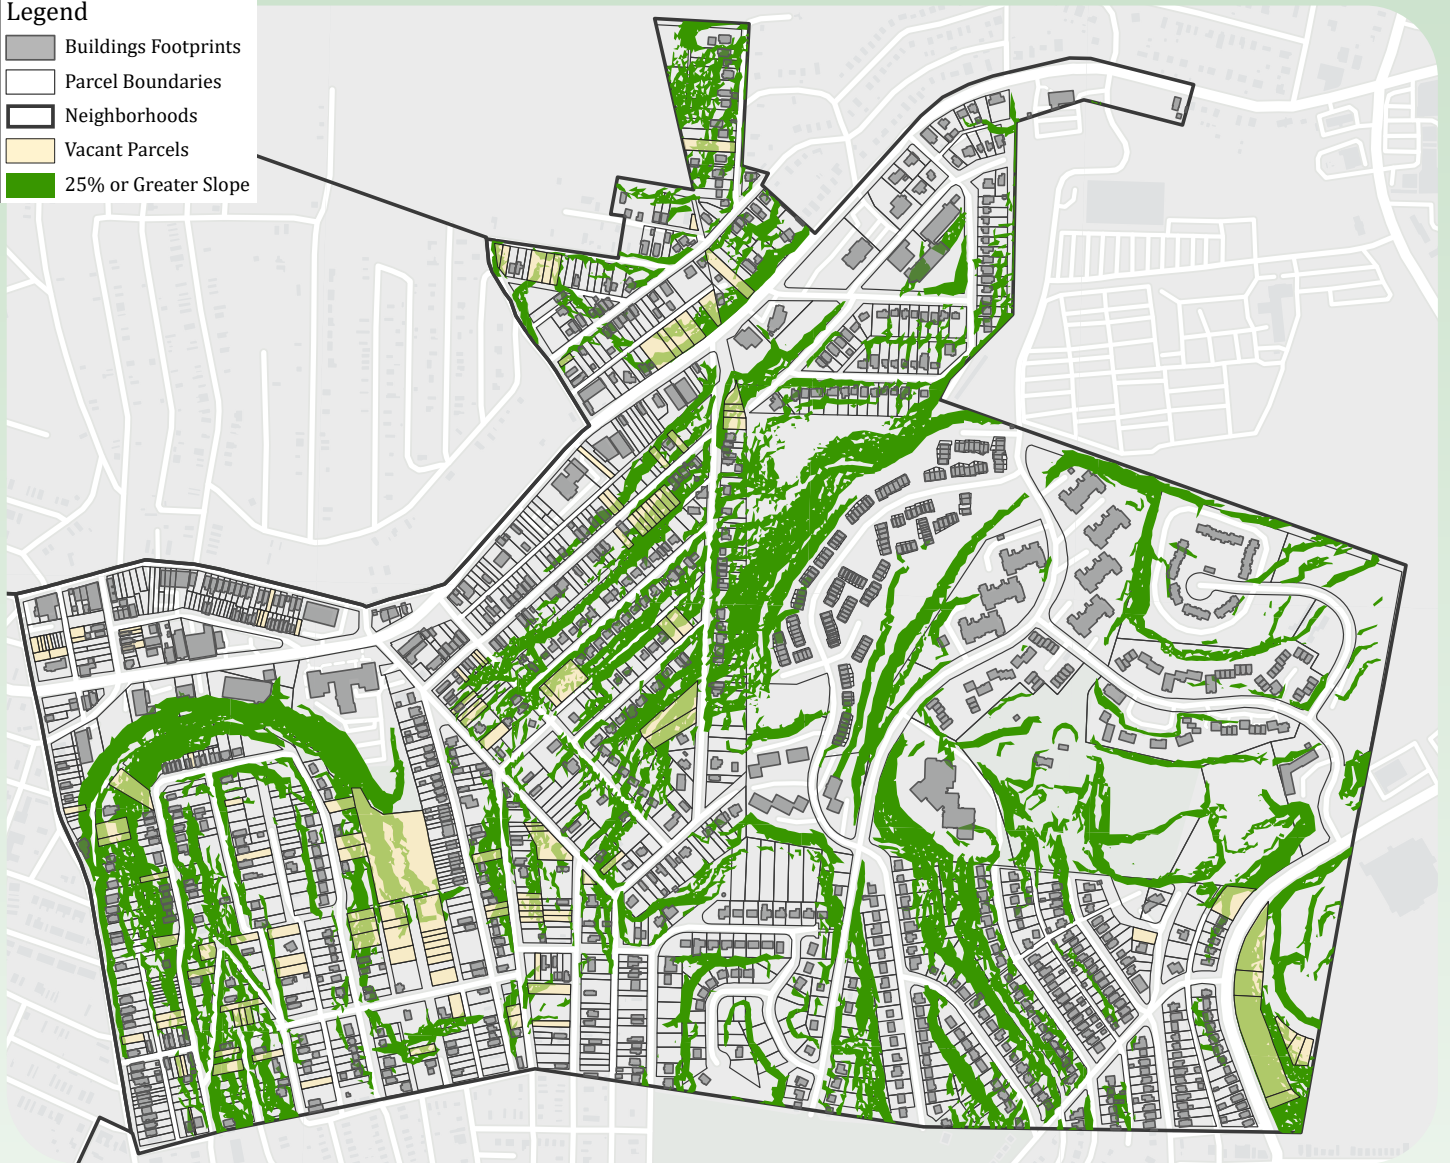 Legend
Buildings Footprints
Parcel Boundaries
Neighborhoods
Vacant Parcels
25% or Greater Slope